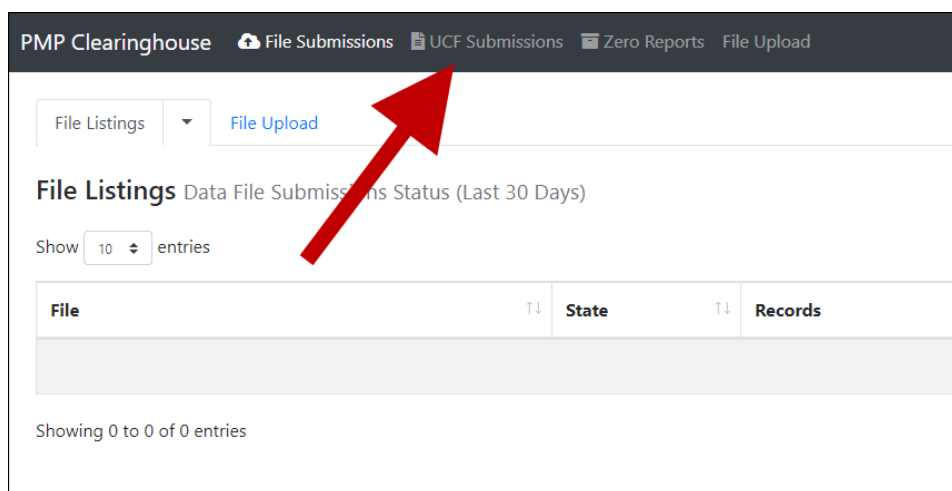 PMP Clearinghouse File Submissions UCF Submissions Zero Reports File Upload
File Listings File Upload
File Listings Data File Submissions Status (Last 30 Days)
Show 10 entries
File State Records
Showing 0 to 0 of 0 entries